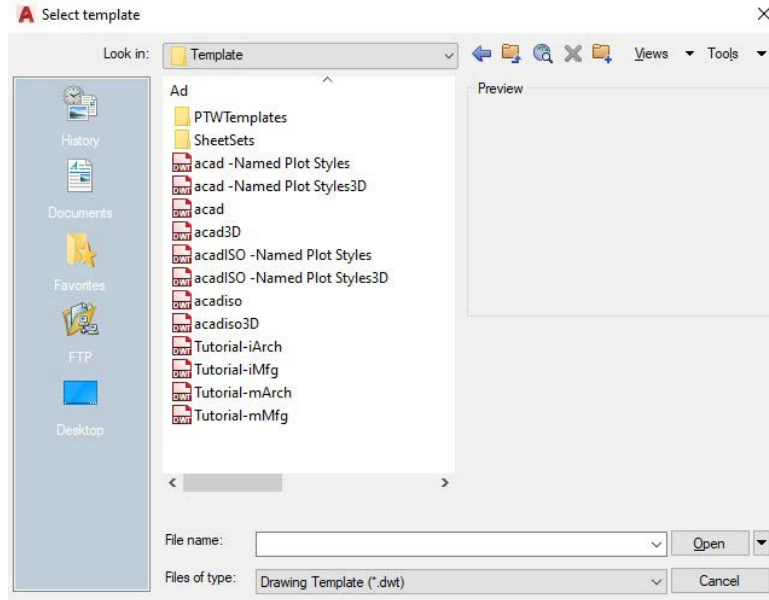 Select template
Look in: Template Views Tools
Ad
Preview
PTWTemplates
SheetSets
acad -Named Plot Styles
acad -Named Plot Styles3D
acad
acad3D
acadISO -Named Plot Styles
acadISO -Named Plot Styles3D
acadiso
acadiso3D
Tutorial-iArch
Tutorial-iMfg
Tutorial-mArch
Tutorial-mMfg
History
Documents
Favorites
FTP
Desktop
File name: Open
Files of type: Drawing Template (*.dwt) Cancel